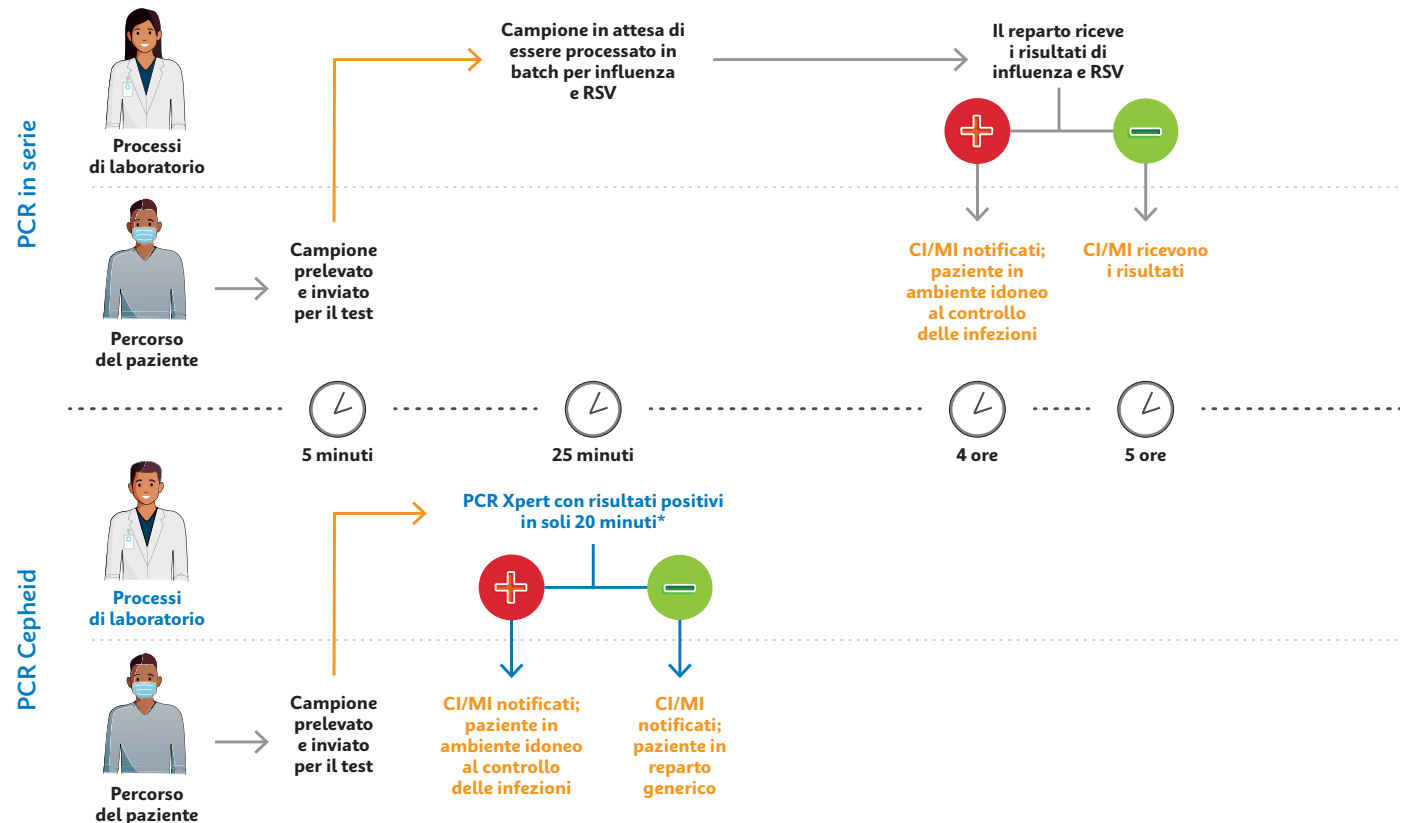 PCR in serie
Processi
di laboratorio
Campione in attesa di
essere processato in
batch per influenza
e RSV
Il reparto riceve
i risultati di
influenza e RSV
Percorso
del paziente
Campione
prelevato
e inviato
per il test
CI/MI notificati;
paziente in
ambiente idoneo
al controllo
delle infezioni
CI/MI ricevono
i risultati
5 minuti
25 minuti
4 ore
5 ore
PCR Cepheid
Processi
di laboratorio
PCR Xpert con risultati positivi
in soli 20 minuti*
Percorso
del paziente
Campione
prelevato
e inviato
per il test
CI/MI notificati;
paziente in
ambiente idoneo
al controllo
delle infezioni
CI/MI
notificati;
paziente in
reparto
generico